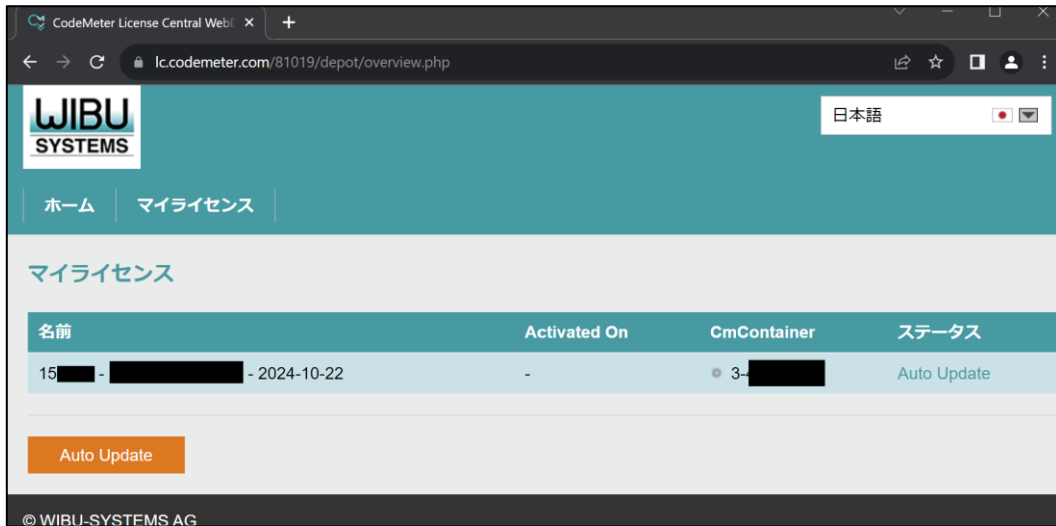 CodeMeter License Central Web
lc.codemeter.com/81019/depot/overview.php
WIBU
SYSTEMS
日本語
ホーム マイライセンス
マイライセンス
名前 Activated On CmContainer ステータス
15 - - 2024-10-22 - 3- Auto Update
Auto Update
© WIBU-SYSTEMS AG